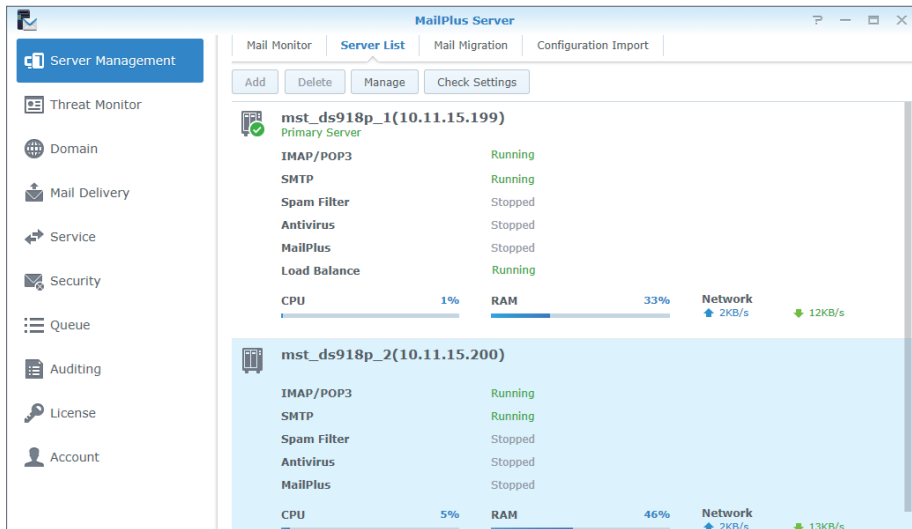 MailPlus Server
Mail Monitor Server List Mail Migration Configuration Import
Server Management
Threat Monitor
Domain
Mail Delivery
Service
Security
Queue
Auditing
License
Account
Add Delete Manage Check Settings
mst_ds918p_1(10.11.15.199)
Primary Server
IMAP/POP3 Running
SMTP Running
Spam Filter Stopped
Antivirus Stopped
MailPlus Stopped
Load Balance Running
CPU 1% RAM 33% Network
2KB/s 12KB/s
mst_ds918p_2(10.11.15.200)
IMAP/POP3 Running
SMTP Running
Spam Filter Stopped
Antivirus Stopped
MailPlus Stopped
CPU 5% RAM 46% Network
2KB/s 13KB/s